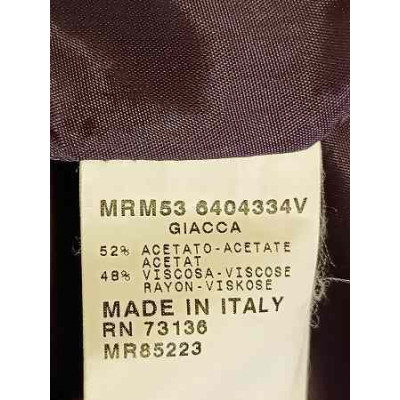 MRM53 6404334V
GIACCA
52% ACETATO-ACETATE
ACETAT
48% VISCOSA-VISCOSE
RAYON-VISKOSE
MADE IN ITALY
RN 73136
MR85223